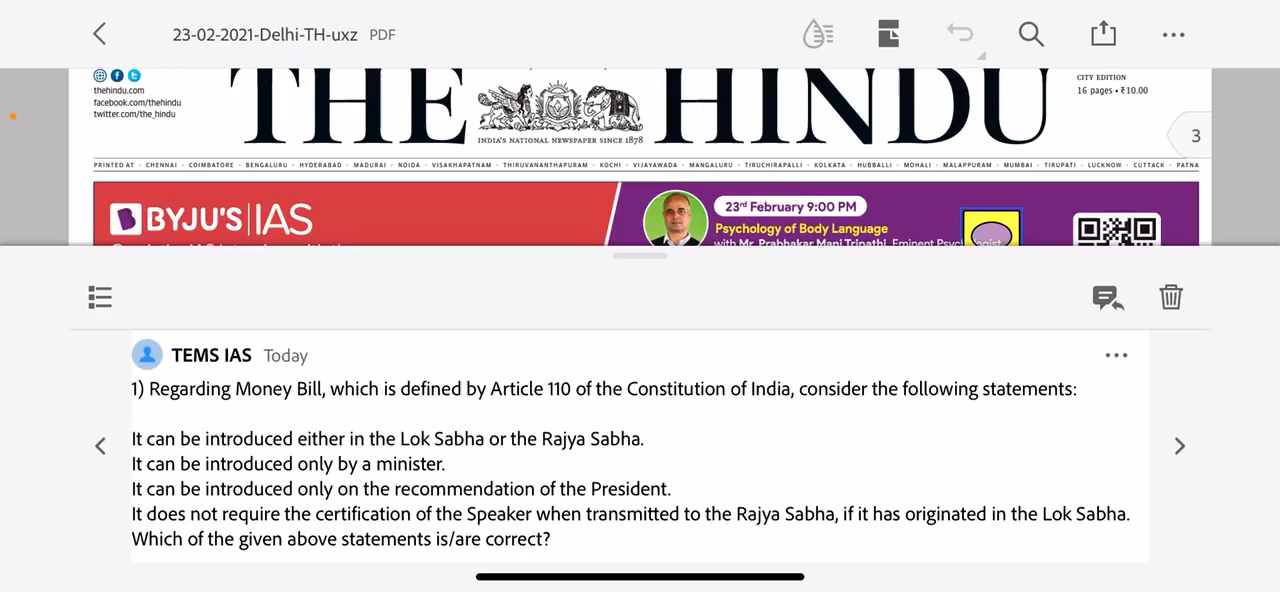 23-02-2021-Delhi-TH-uxz PDF
thehindu.com
facebook.com/thehindu
twitter.com/the_hindu
THE HINDU
INDIA'S NATIONAL NEWSPAPER SINCE 1878
CITY EDITION
16 pages • ₹10.00
3
PRINTED AT • CHENNAI • COIMBATORE • BENGALURU • HYDERABAD • MADURAI • NOIDA • VISAKHAPATNAM • THIRUVANANTHAPURAM • KOCHI • VIJAYAWADA • MANGALURU • TIRUCHIRAPALLI • KOLKATA • HUBBALLI • MOHALI • MALAPPURAM • MUMBAI • TIRUPATI • LUCKNOW • CUTTACK • PATNA
BYJU'S IAS
23rd February 9:00 PM
Psychology of Body Language
with Mr. Prabhakar Mani Tripathi, Eminent
TEMS IAS Today
1) Regarding Money Bill, which is defined by Article 110 of the Constitution of India, consider the following statements:
It can be introduced either in the Lok Sabha or the Rajya Sabha.
It can be introduced only by a minister.
It can be introduced only on the recommendation of the President.
It does not require the certification of the Speaker when transmitted to the Rajya Sabha, if it has originated in the Lok Sabha.
Which of the given above statements is/are correct?